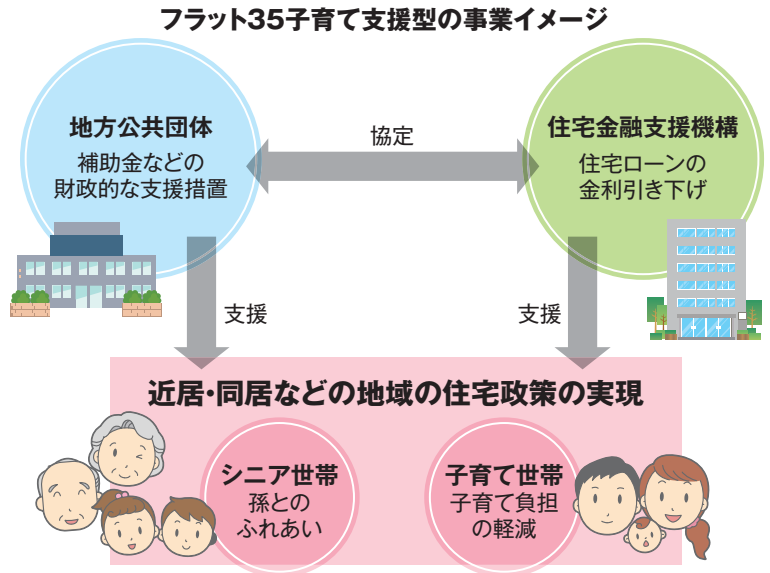 フラット35子育て支援型の事業イメージ
地方公共団体
補助金などの
財政的な支援措置
協定
住宅金融支援機構
住宅ローンの
金利引き下げ
支援
支援
近居・同居などの地域の住宅政策の実現
シニア世帯
孫との
ふれあい
子育て世帯
子育て負担
の軽減